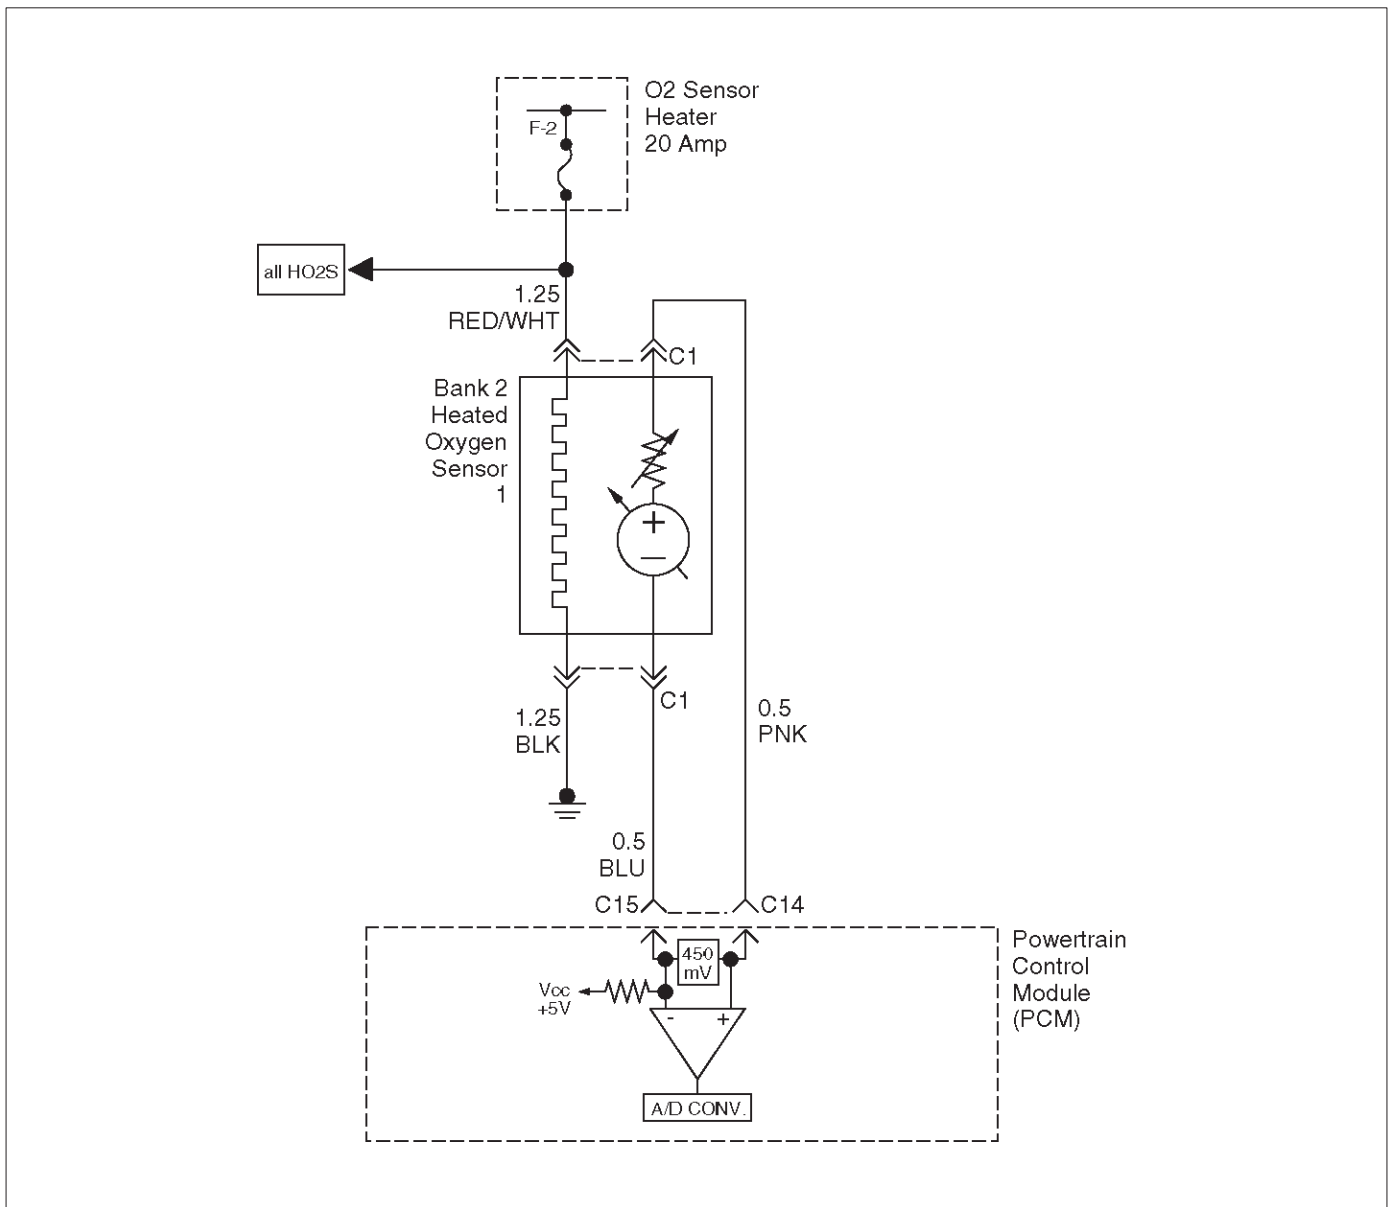 O2 Sensor
Heater
20 Amp
F-2
all HO2S
1.25
RED/WHT
C1
Bank 2
Heated
Oxygen
Sensor
1
+
—
C1
1.25
BLK
0.5
PNK
0.5
BLU
C15
C14
Powertrain
Control
Module
(PCM)
450
mV
Vcc
+5V
- +
A/D CONV.